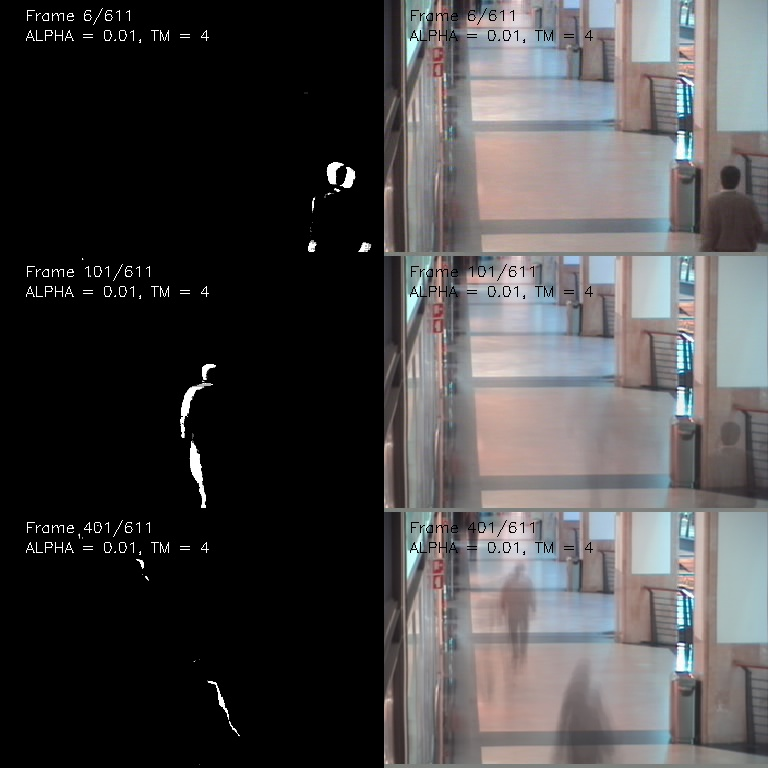 Frame 6/611
ALPHA = 0.01, TM = 4
Frame 6/611
ALPHA = 0.01, TM = 4
Frame 101/611
ALPHA = 0.01, TM = 4
Frame 101/611
ALPHA = 0.01, TM = 4
Frame 401/611
ALPHA = 0.01, TM = 4
Frame 401/611
ALPHA = 0.01, TM = 4